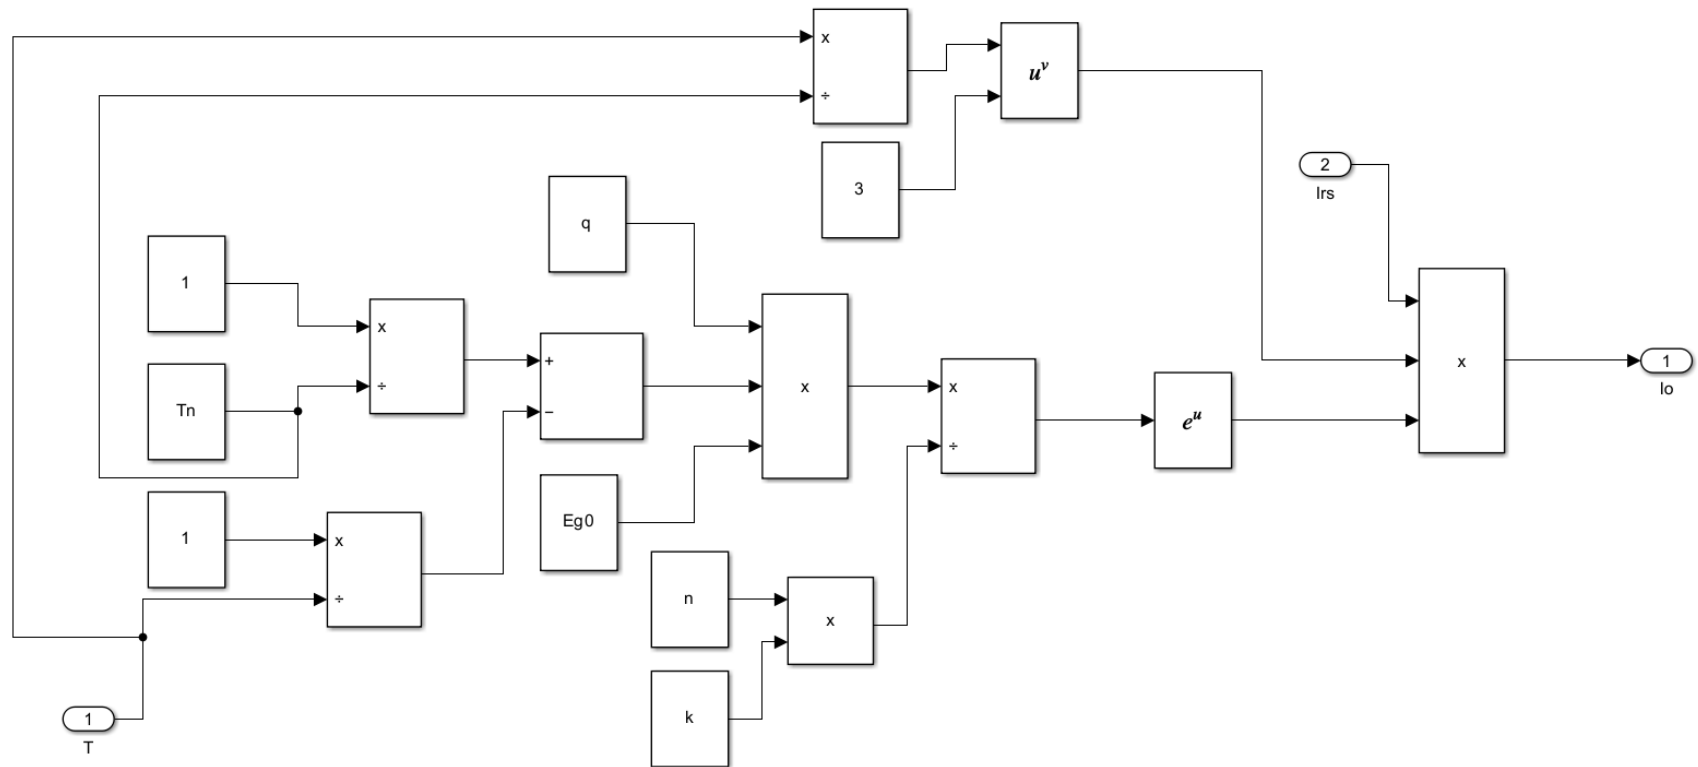 x
÷
u^v
3
2
Irs
q
1
x
÷
Tn
+
−
x
Eg0
x
÷
e^u
x
1
Io
1
x
÷
n
k
x
1
T